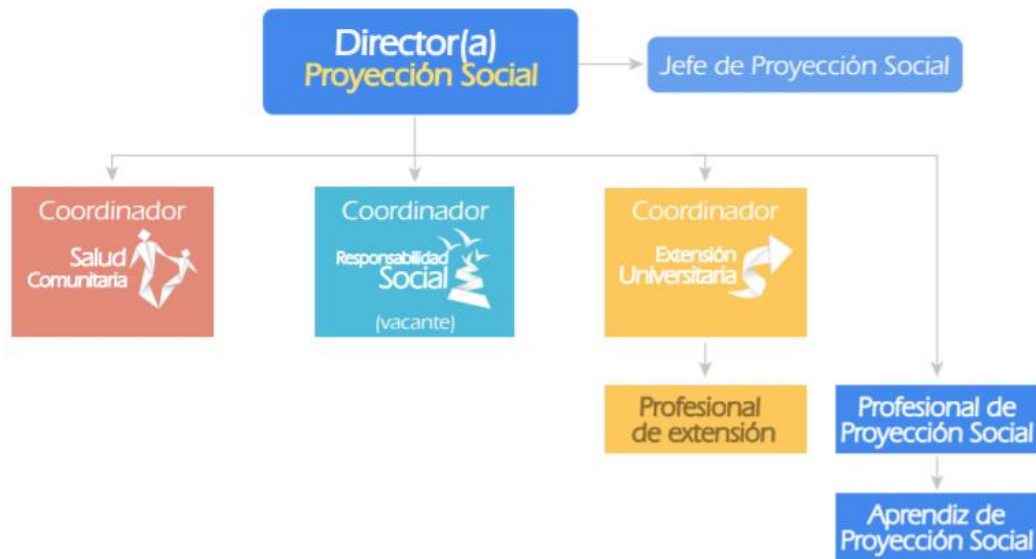 Director(a)
Proyección Social
Jefe de Proyección Social
Coordinador
Salud
Comunitaria
Coordinador
Responsabilidad
Social
(vacante)
Coordinador
Extensión
Universitaria
Profesional
de extensión
Profesional de
Proyección Social
Aprendiz de
Proyección Social